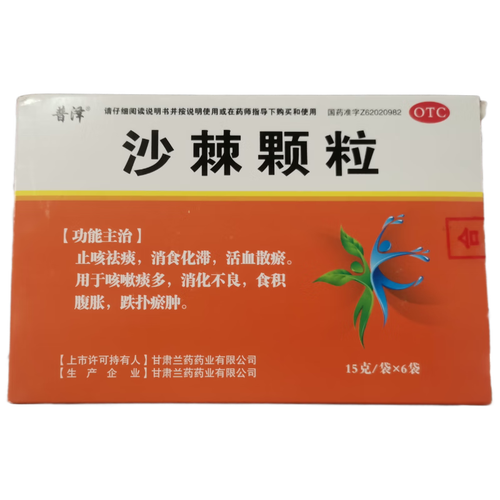 普泽®
请仔细阅读说明书并按说明使用或在药师指导下购买和使用
国药准字Z62020982
OTC
沙棘颗粒
【功能主治】
止咳祛痰，消食化滞，活血散瘀。
用于咳嗽痰多，消化不良，食积
腹胀，跌扑瘀肿。
合
【上市许可持有人】甘肃兰药药业有限公司
【生产企业】甘肃兰药药业有限公司
15克/袋×6袋